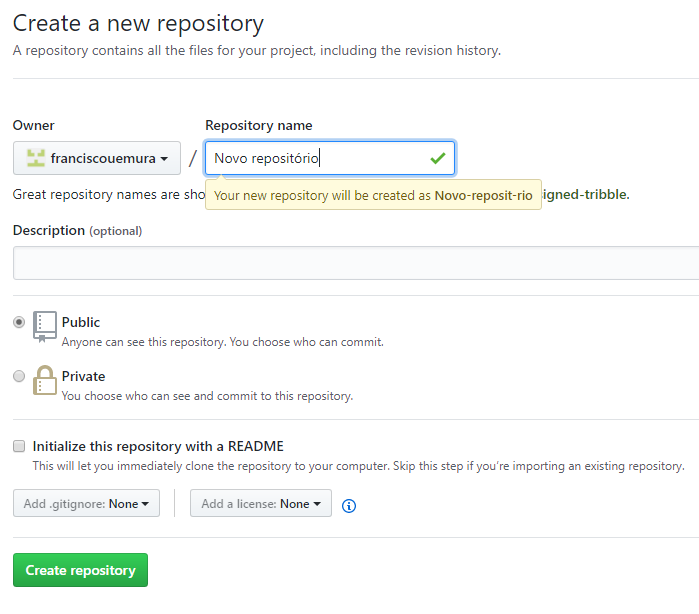 Create a new repository
A repository contains all the files for your project, including the revision history.
Owner
Repository name
franciscouemura
/
Novo repositório
Great repository names are sho
Your new repository will be created as Novo-reposit-rio
igned-tribble.
Description (optional)
Public
Anyone can see this repository. You choose who can commit.
Private
You choose who can see and commit to this repository.
Initialize this repository with a README
This will let you immediately clone the repository to your computer. Skip this step if you're importing an existing repository.
Add .gitignore: None
Add a license: None
Create repository